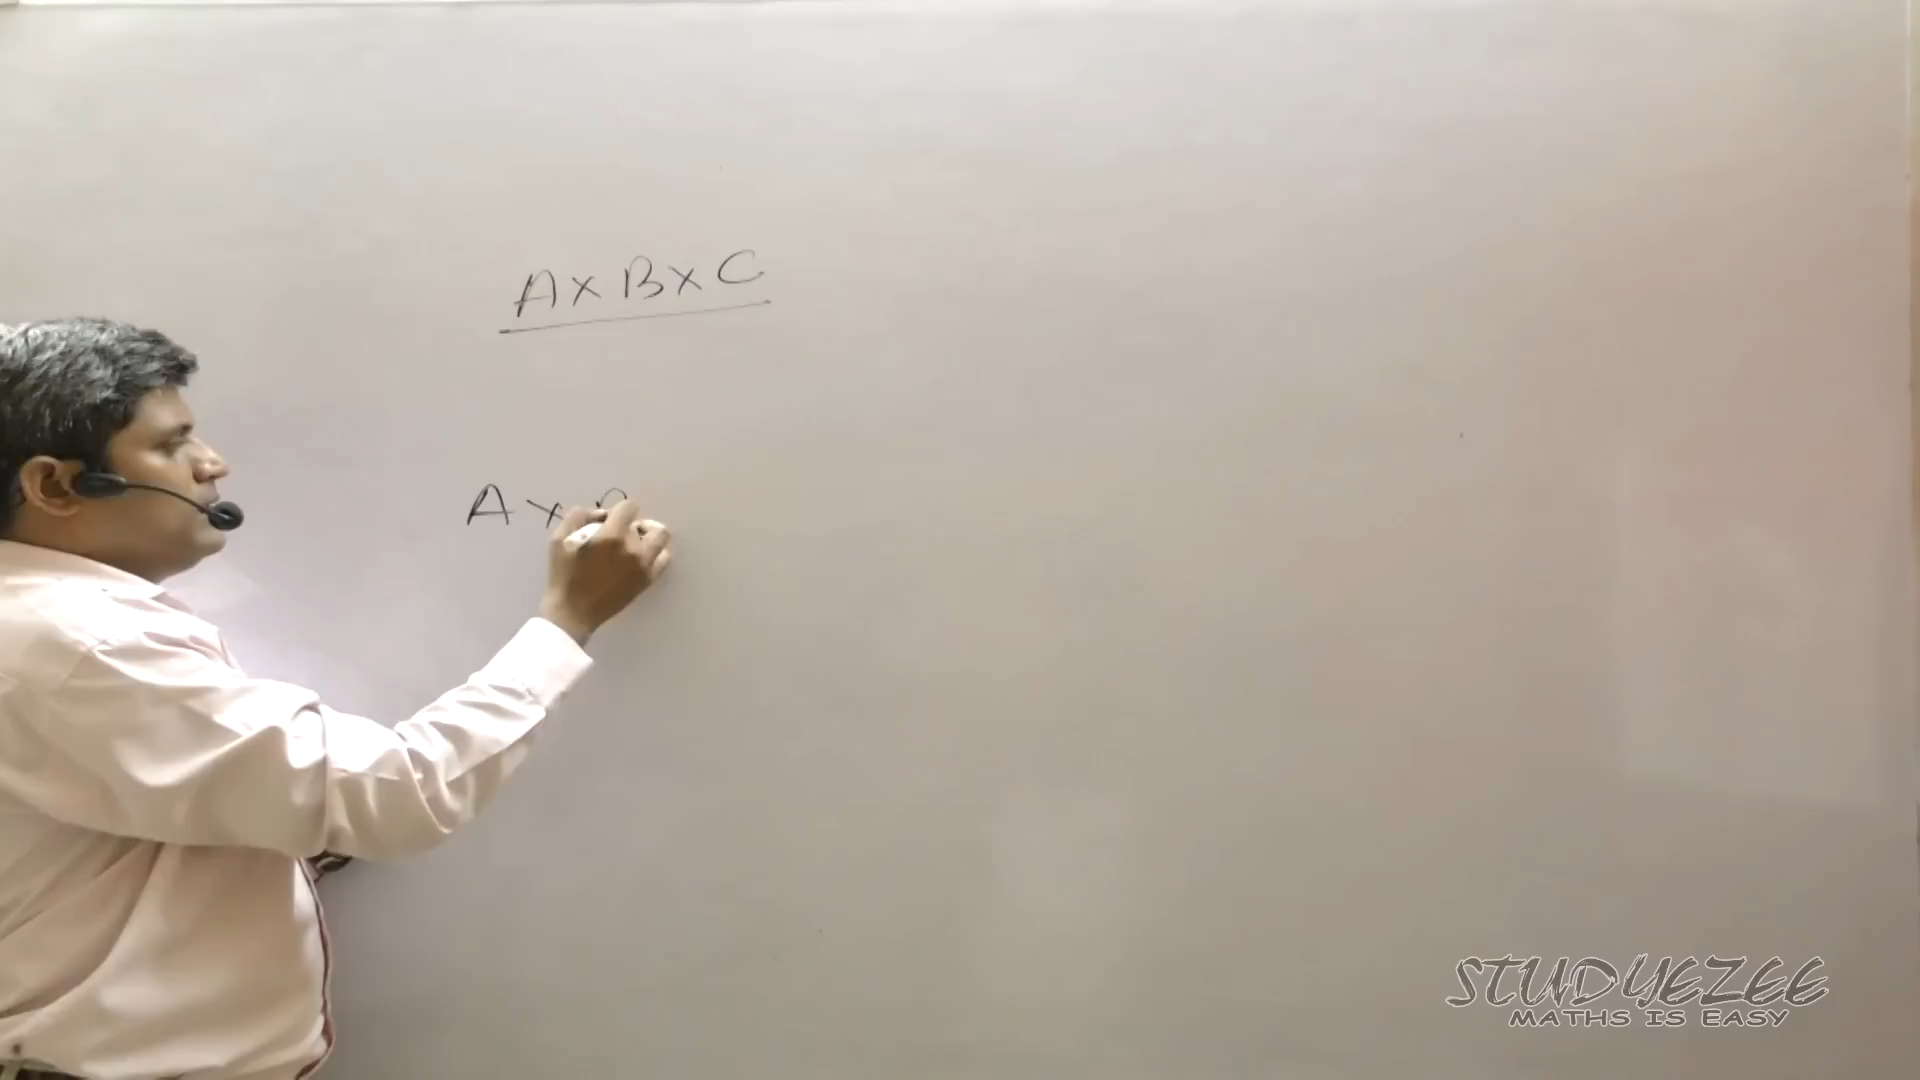 A × B × C
A ×
STUDYEZEE
MATHS IS EASY